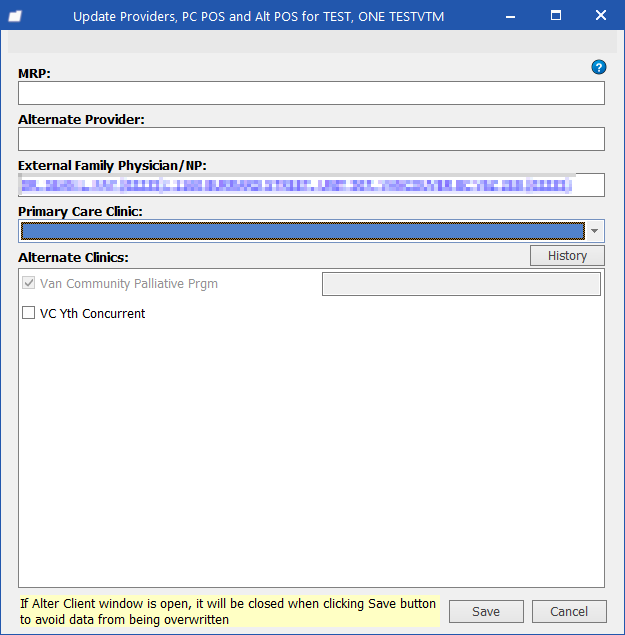 Update Providers, PC POS and Alt POS for TEST, ONE TESTVTM
?
MRP:
Alternate Provider:
External Family Physician/NP:
Primary Care Clinic:
Alternate Clinics:
History
Van Community Palliative Prgm
VC Yth Concurrent
If Alter Client window is open, it will be closed when clicking Save button
to avoid data from being overwritten
Save
Cancel